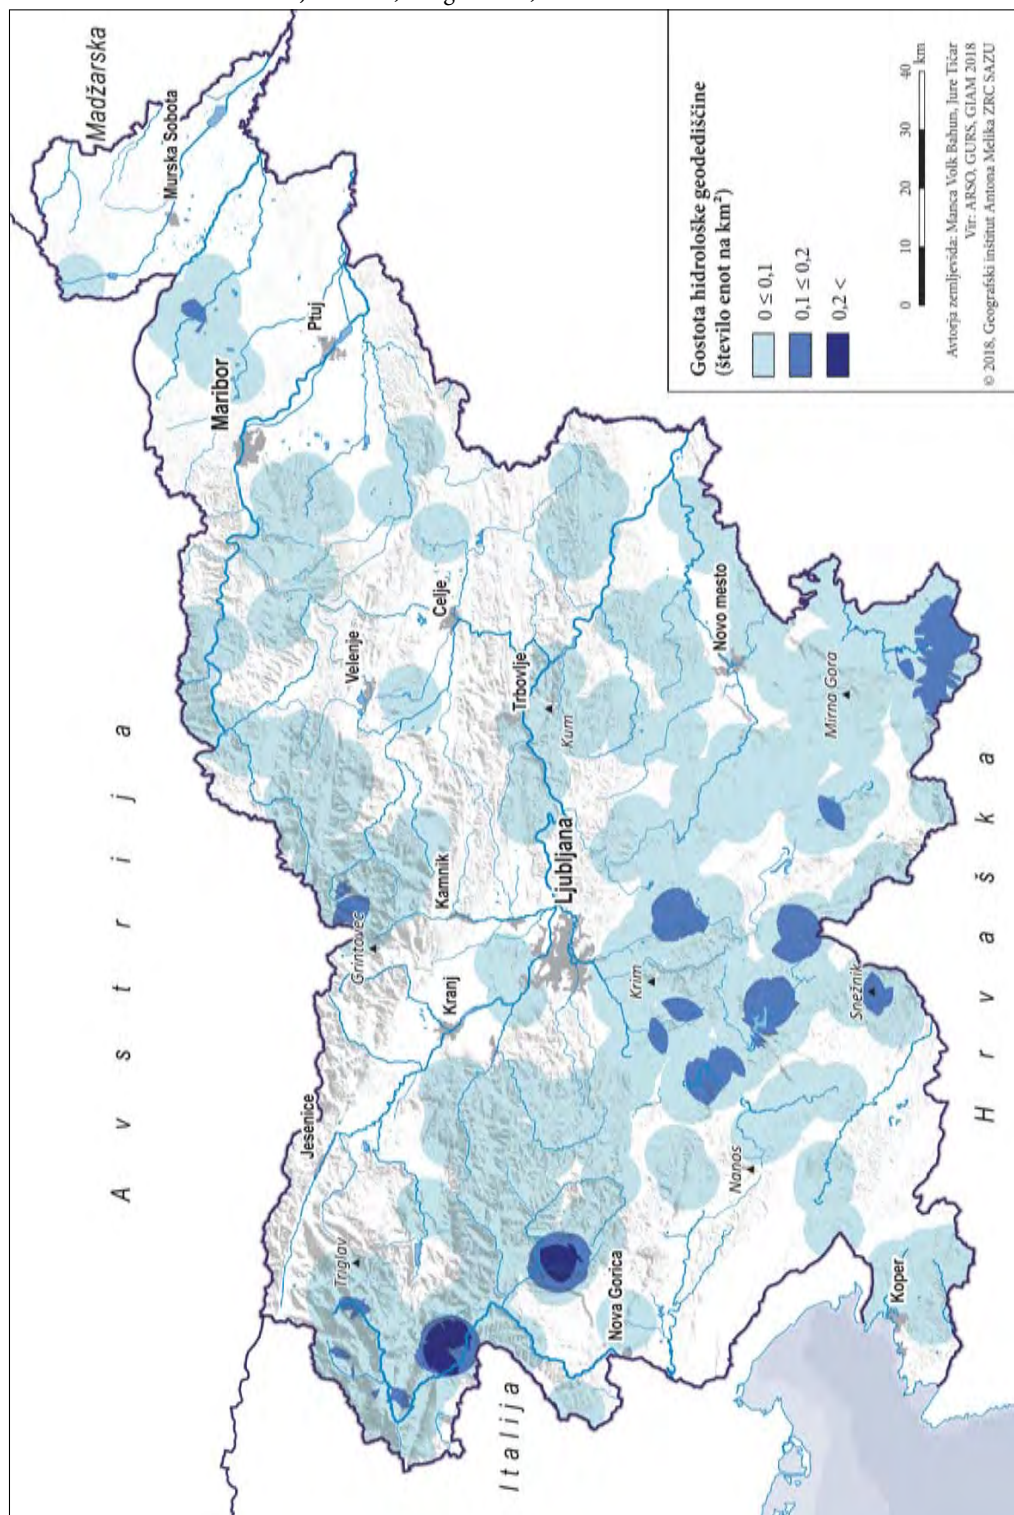 Madžarska
Murska Sobota
Maribor
Ptuj
Avstrija
Velenje
Celje
Trbovlje
Kum
Novo mesto
Mirna Gora
Grintovec
Kamnik
Ljubljana
Kranj
Krim
Snežnik
Jesenice
Triglav
Nanos
Nova Gorica
Koper
Italija
Hrvaška
Gostota hidrološke geodediščine
(število enot na km²)
0 ≤ 0,1
0,1 ≤ 0,2
0,2 <
0 10 20 30 40
km
Avtorja zemljevida: Manca Volk Bahun, Jure Tičar
Vir: ARSO, GURS, GIAM 2018
© 2018, Geografski inštitut Antona Melika ZRC SAZU